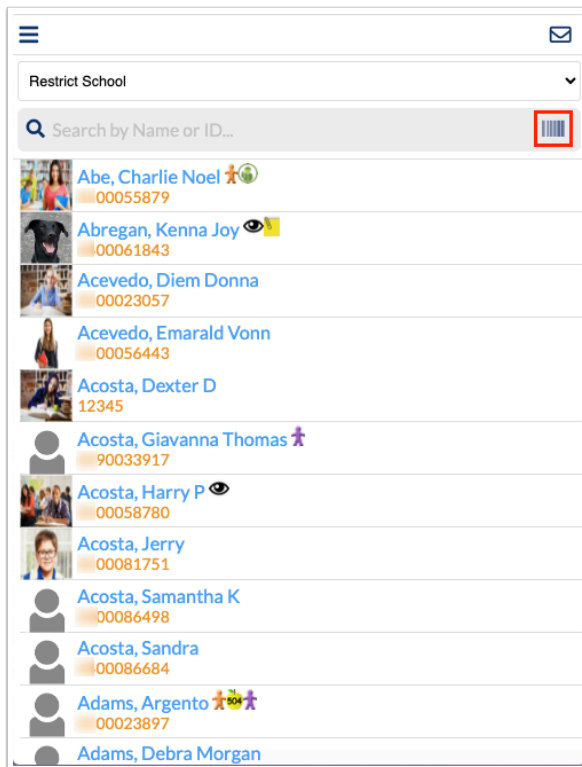 Restrict School
Search by Name or ID...
Abe, Charlie Noel
00055879
Abregan, Kenna Joy
00061843
Acevedo, Diem Donna
00023057
Acevedo, Emarald Vonn
00056443
Acosta, Dexter D
12345
Acosta, Giavanna Thomas
90033917
Acosta, Harry P
00058780
Acosta, Jerry
00081751
Acosta, Samantha K
00086498
Acosta, Sandra
00086684
Adams, Argento 504
00023897
Adams, Debra Morgan